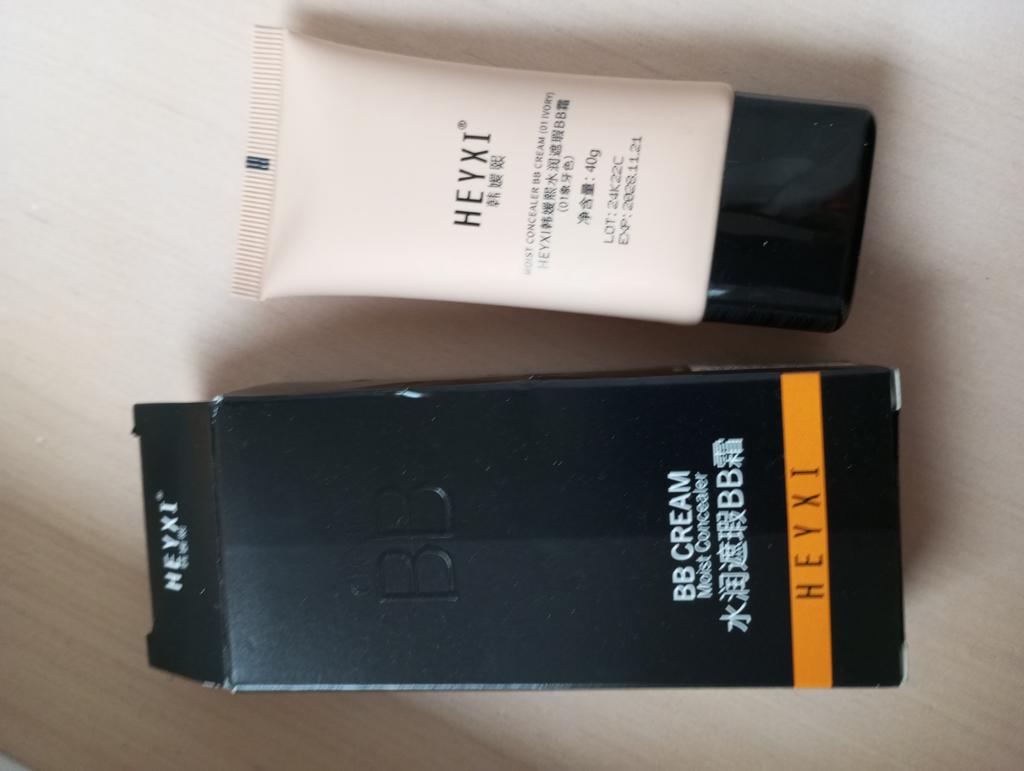 HEYXI®
韩媛熙
MOIST CONCEALER BB CREAM (01 IVORY)
HEYXI韩媛熙水润遮瑕BB霜
(01象牙色)
净含量: 40g
LOT: 24K22C
EXP: 2028.11.21
HEYXI®
BB
BB CREAM
Moist Concealer
水润遮瑕BB霜
HEYXI